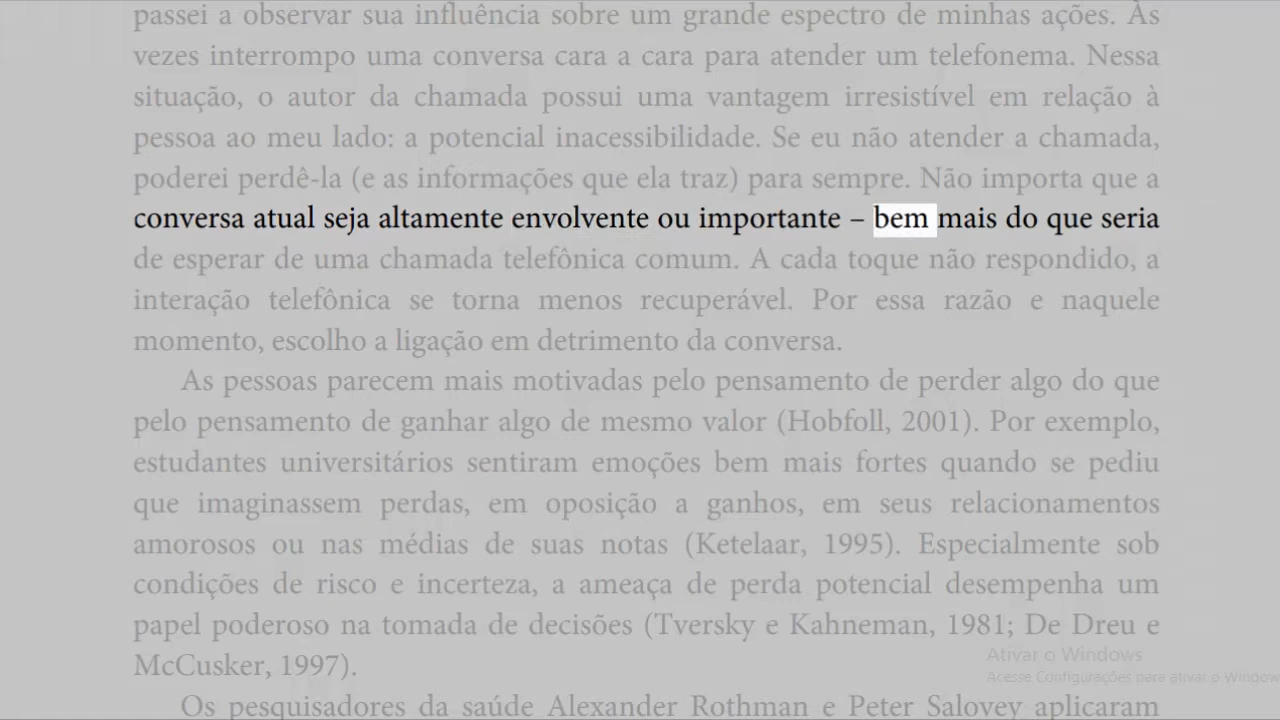 passei a observar sua influência sobre um grande espectro de minhas ações. Às
vezes interrompo uma conversa cara a cara para atender um telefonema. Nessa
situação, o autor da chamada possui uma vantagem irresistível em relação à
pessoa ao meu lado: a potencial inacessibilidade. Se eu não atender a chamada,
poderei perdê-la (e as informações que ela traz) para sempre. Não importa que a
conversa atual seja altamente envolvente ou importante – bem mais do que seria
de esperar de uma chamada telefônica comum. A cada toque não respondido, a
interação telefônica se torna menos recuperável. Por essa razão e naquele
momento, escolho a ligação em detrimento da conversa.
As pessoas parecem mais motivadas pelo pensamento de perder algo do que
pelo pensamento de ganhar algo de mesmo valor (Hobfoll, 2001). Por exemplo,
estudantes universitários sentiram emoções bem mais fortes quando se pediu
que imaginassem perdas, em oposição a ganhos, em seus relacionamentos
amorosos ou nas médias de suas notas (Ketelaar, 1995). Especialmente sob
condições de risco e incerteza, a ameaça de perda potencial desempenha um
papel poderoso na tomada de decisões (Tversky e Kahneman, 1981; De Dreu e
McCusker, 1997).
Ativar o Windows
Acesse Configurações para ativar o Window
Os pesquisadores da saúde Alexander Rothman e Peter Salovey aplicaram